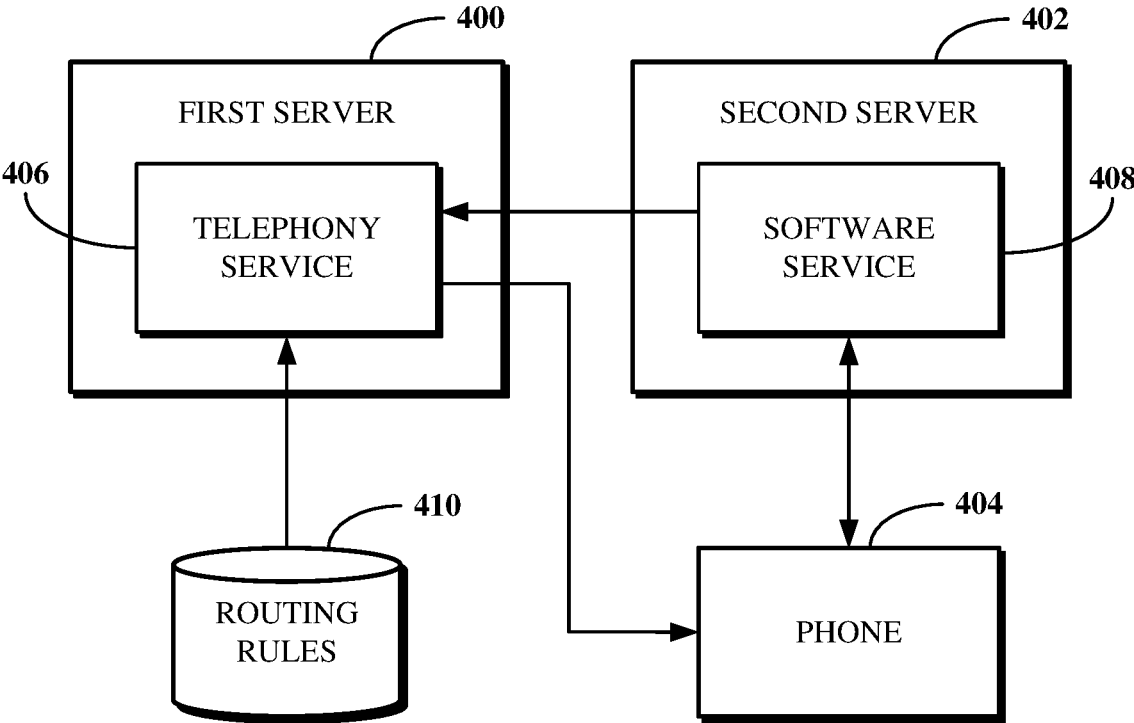 400
402
FIRST SERVER
SECOND SERVER
406
TELEPHONY
SERVICE
SOFTWARE
SERVICE
408
410
404
ROUTING
RULES
PHONE